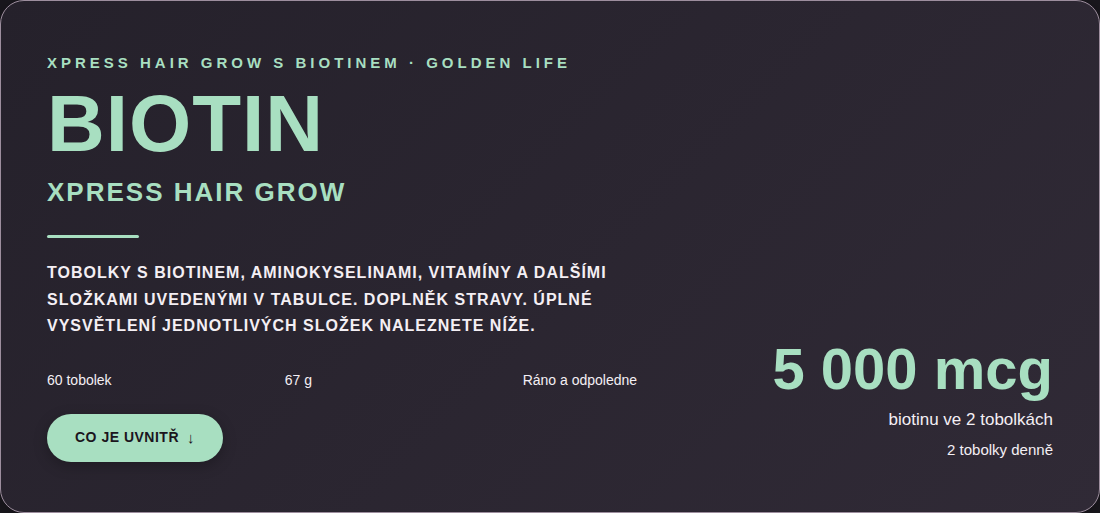 XPRESS HAIR GROW S BIOTINEM · GOLDEN LIFE
BIOTIN
XPRESS HAIR GROW
TOBOLKY S BIOTINEM, AMINOKYSELINAMI, VITAMÍNY A DALŠÍMI
SLOŽKAMI UVEDENÝMI V TABULCE. DOPLNĚK STRAVY. ÚPLNÉ
VYSVĚTLENÍ JEDNOTLIVÝCH SLOŽEK NALEZNETE NÍŽE.
60 tobolek
67 g
Ráno a odpoledne
CO JE UVNITŘ ↓
5 000 mcg
biotinu ve 2 tobolkách
2 tobolky denně